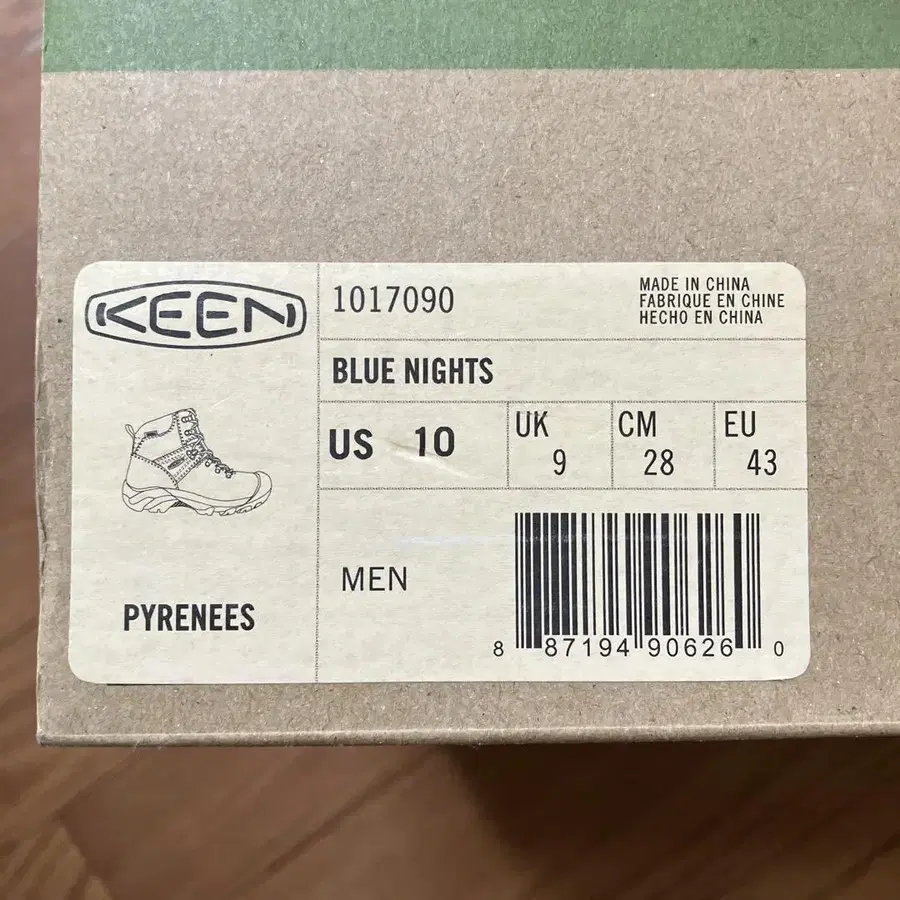 KEEN
1017090
MADE IN CHINA
FABRIQUE EN CHINE
HECHO EN CHINA
BLUE NIGHTS
US 10
UK
9
CM
28
EU
43
MEN
PYRENEES
8 87194 90626 0